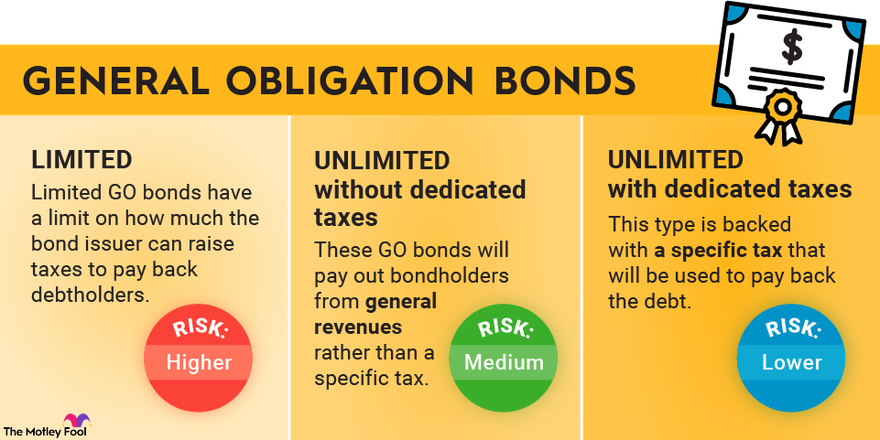 GENERAL OBLIGATION BONDS
$
LIMITED
Limited GO bonds have
a limit on how much the
bond issuer can raise
taxes to pay back
debtholders.
RISK:
Higher
UNLIMITED
without dedicated
taxes
These GO bonds will
pay out bondholders
from general
revenues
rather than a
specific tax.
RISK:
Medium
UNLIMITED
with dedicated taxes
This type is backed
with a specific tax that
will be used to pay back
the debt.
RISK:
Lower
The Motley Fool